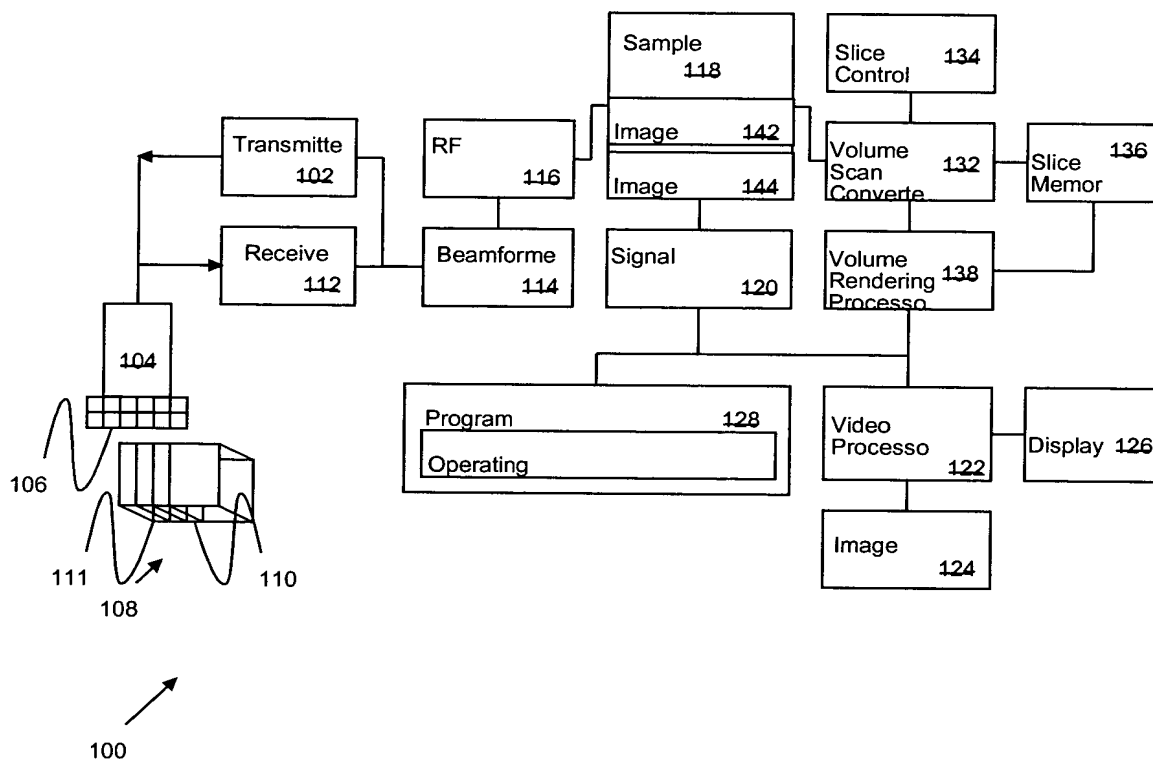 Sample
118
Image 142
Image 144
Slice
Control 134
Transmitte
102
RF
116
Volume
Scan
Converte 132
Slice
Memor 136
Receive
112
Beamforme
114
Signal
120
Volume
Rendering
Processo 138
104
106
Program 128
Operating
Video
Processo
122
Display 126
Image
124
111
110
108
100